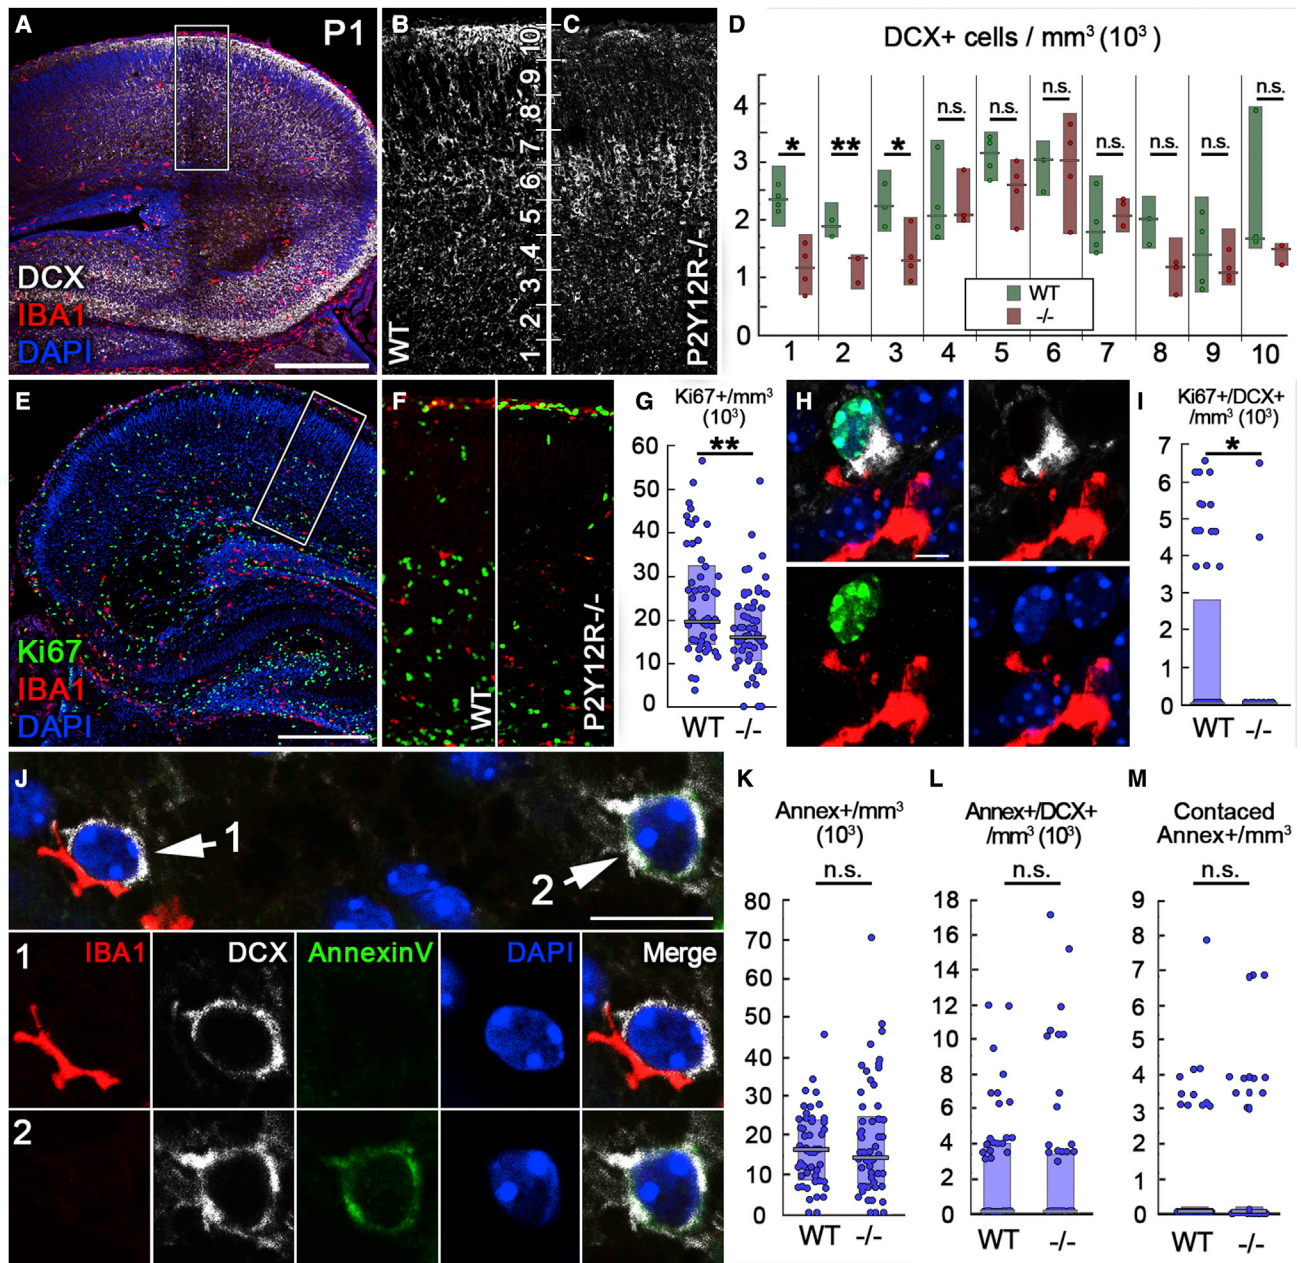 A
P1
DCX
IBA1
DAPI
B
WT
10
9
8
7
6
5
4
3
2
1
C
P2Y12R-/-
D
DCX+ cells / mm³ (10³)
4
3
2
1
0
*
**
*
n.s.
n.s.
n.s.
n.s.
n.s.
n.s.
n.s.
WT
-/-
1 2 3 4 5 6 7 8 9 10
E
Ki67
IBA1
DAPI
F
WT
P2Y12R-/-
G
Ki67+/mm³
(10³)
**
60
50
40
30
20
10
0
WT -/-
H
I
Ki67+/DCX+
/mm³ (10³)
*
7
6
5
4
3
2
1
0
WT -/-
J
1
2
1
IBA1
DCX
AnnexinV
DAPI
Merge
2
K
Annex+/mm³
(10³)
n.s.
80
70
60
50
40
30
20
10
0
WT -/-
L
Annex+/DCX+
/mm³ (10³)
n.s.
18
16
14
12
10
8
6
4
2
0
WT -/-
M
Contaced
Annex+/mm³
n.s.
9
8
7
6
5
4
3
2
1
0
WT -/-